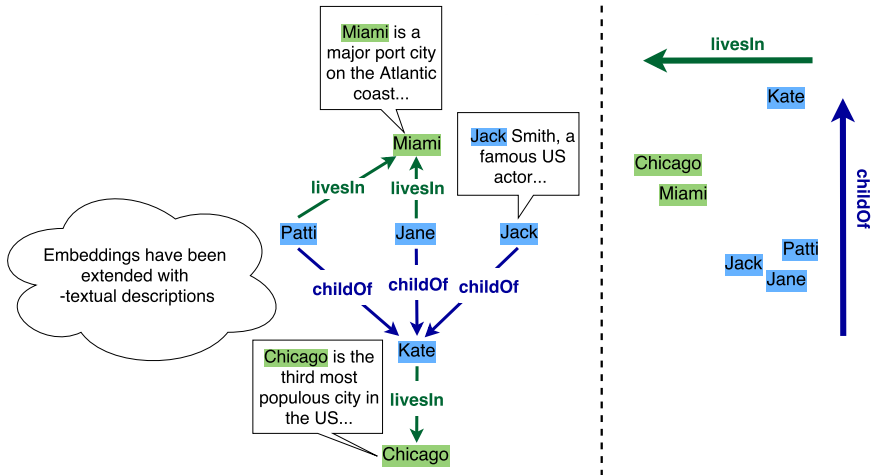 Miami is a
major port city
on the Atlantic
coast...
Miami
Jack Smith, a
famous US
actor...
livesIn
livesIn
Patti
Jane
Jack
Embeddings have been
extended with
-textual descriptions
childOf
childOf
childOf
Kate
Chicago is the
third most
populous city in
the US...
livesIn
Chicago
livesIn
Kate
Chicago
Miami
childOf
Patti
Jack
Jane